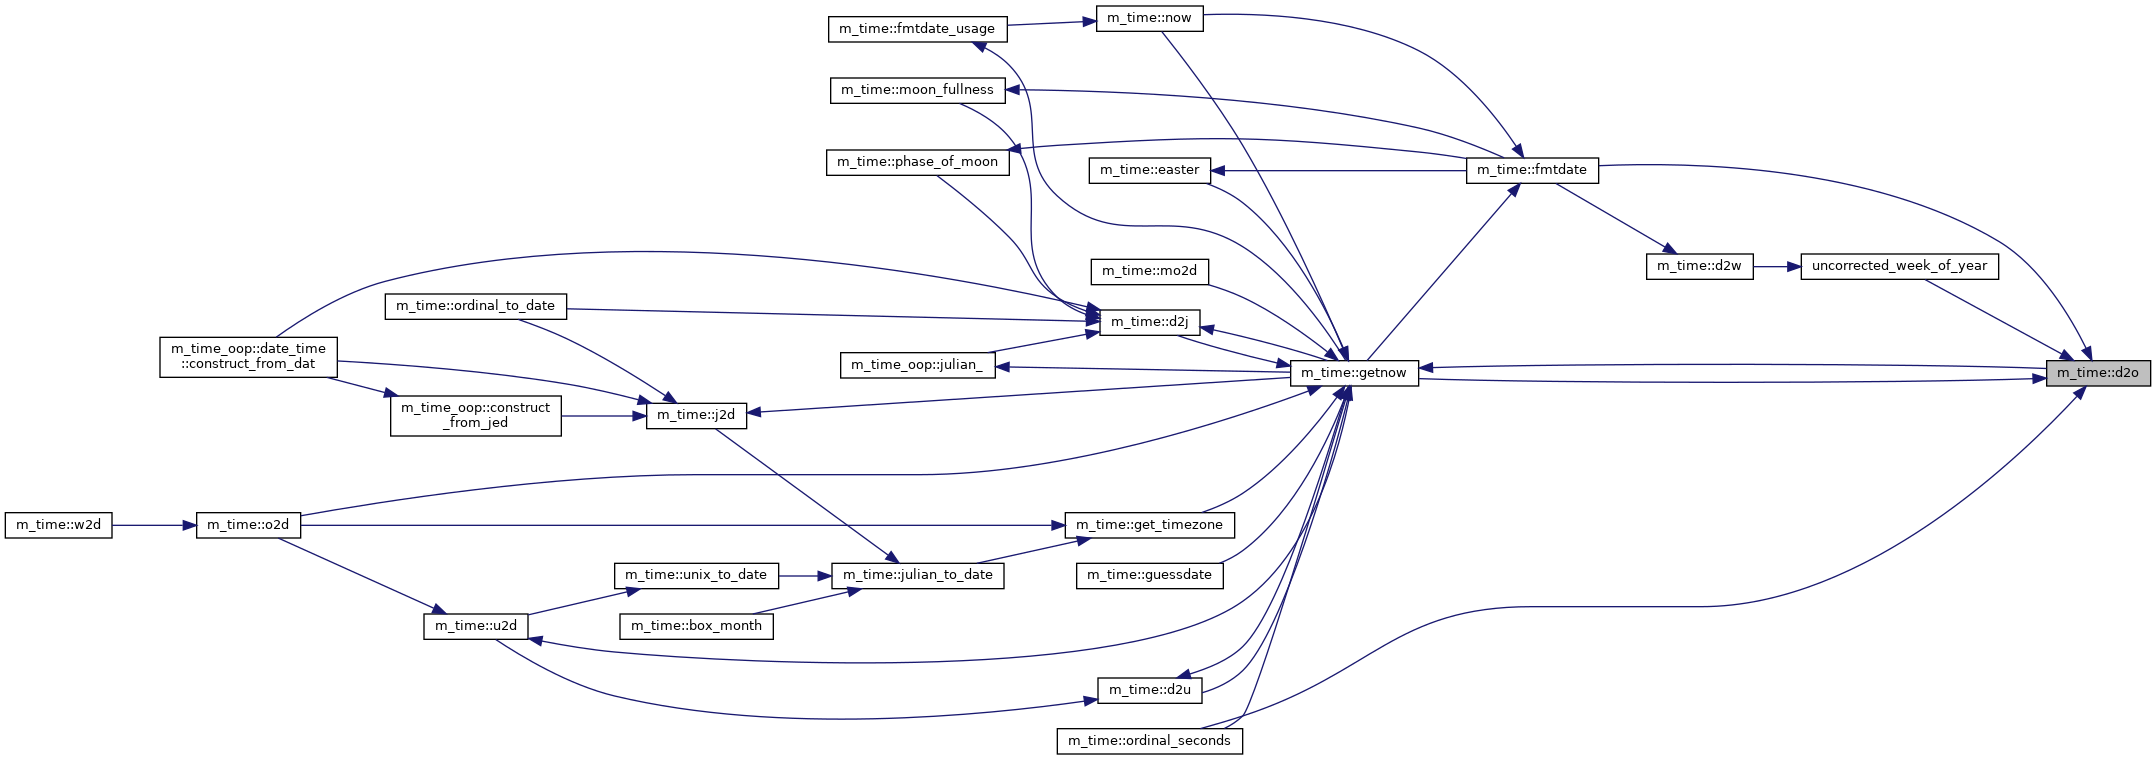 m_time::now
m_time::fmtdate_usage
m_time::moon_fullness
m_time::phase_of_moon
m_time::easter
m_time::fmtdate
m_time::mo2d
m_time::d2w
uncorrected_week_of_year
m_time::ordinal_to_date
m_time::d2j
m_time_oop::date_time
::construct_from_dat
m_time_oop::julian_
m_time::getnow
m_time::d2o
m_time_oop::construct
_from_jed
m_time::j2d
m_time::w2d
m_time::o2d
m_time::get_timezone
m_time::unix_to_date
m_time::julian_to_date
m_time::guessdate
m_time::u2d
m_time::box_month
m_time::d2u
m_time::ordinal_seconds